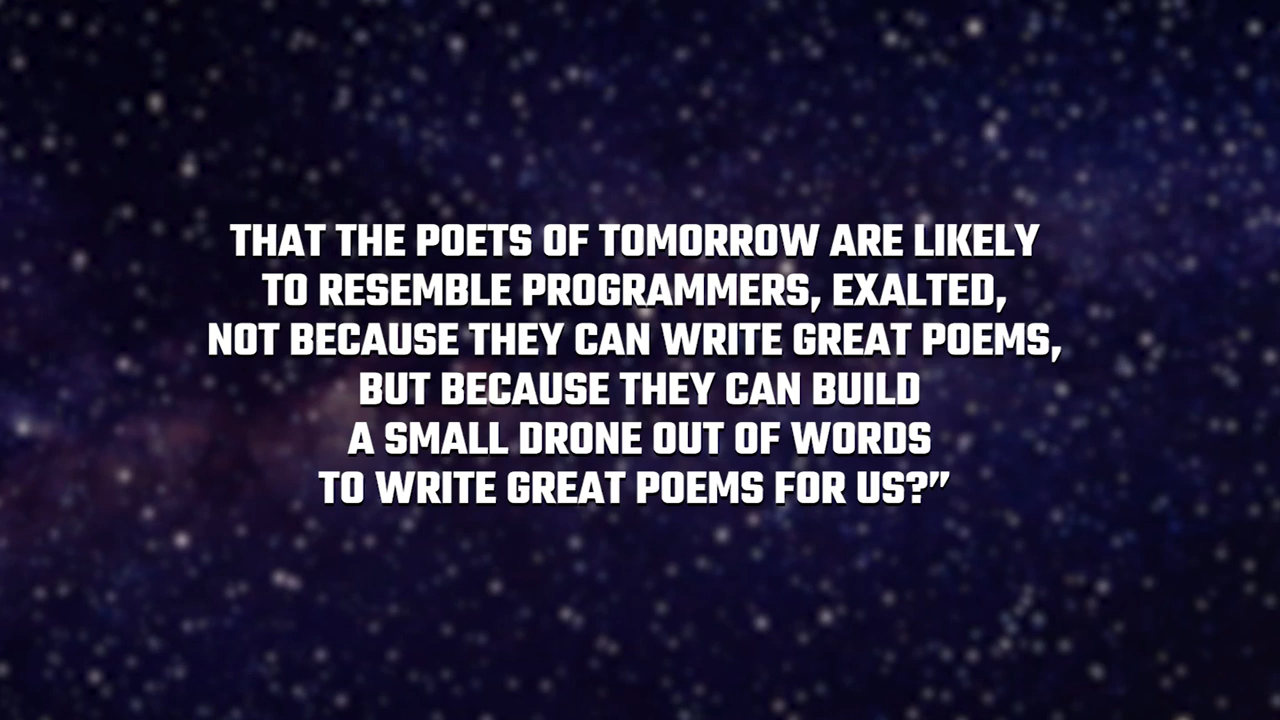 THAT THE POETS OF TOMORROW ARE LIKELY
TO RESEMBLE PROGRAMMERS, EXALTED,
NOT BECAUSE THEY CAN WRITE GREAT POEMS,
BUT BECAUSE THEY CAN BUILD
A SMALL DRONE OUT OF WORDS
TO WRITE GREAT POEMS FOR US?”